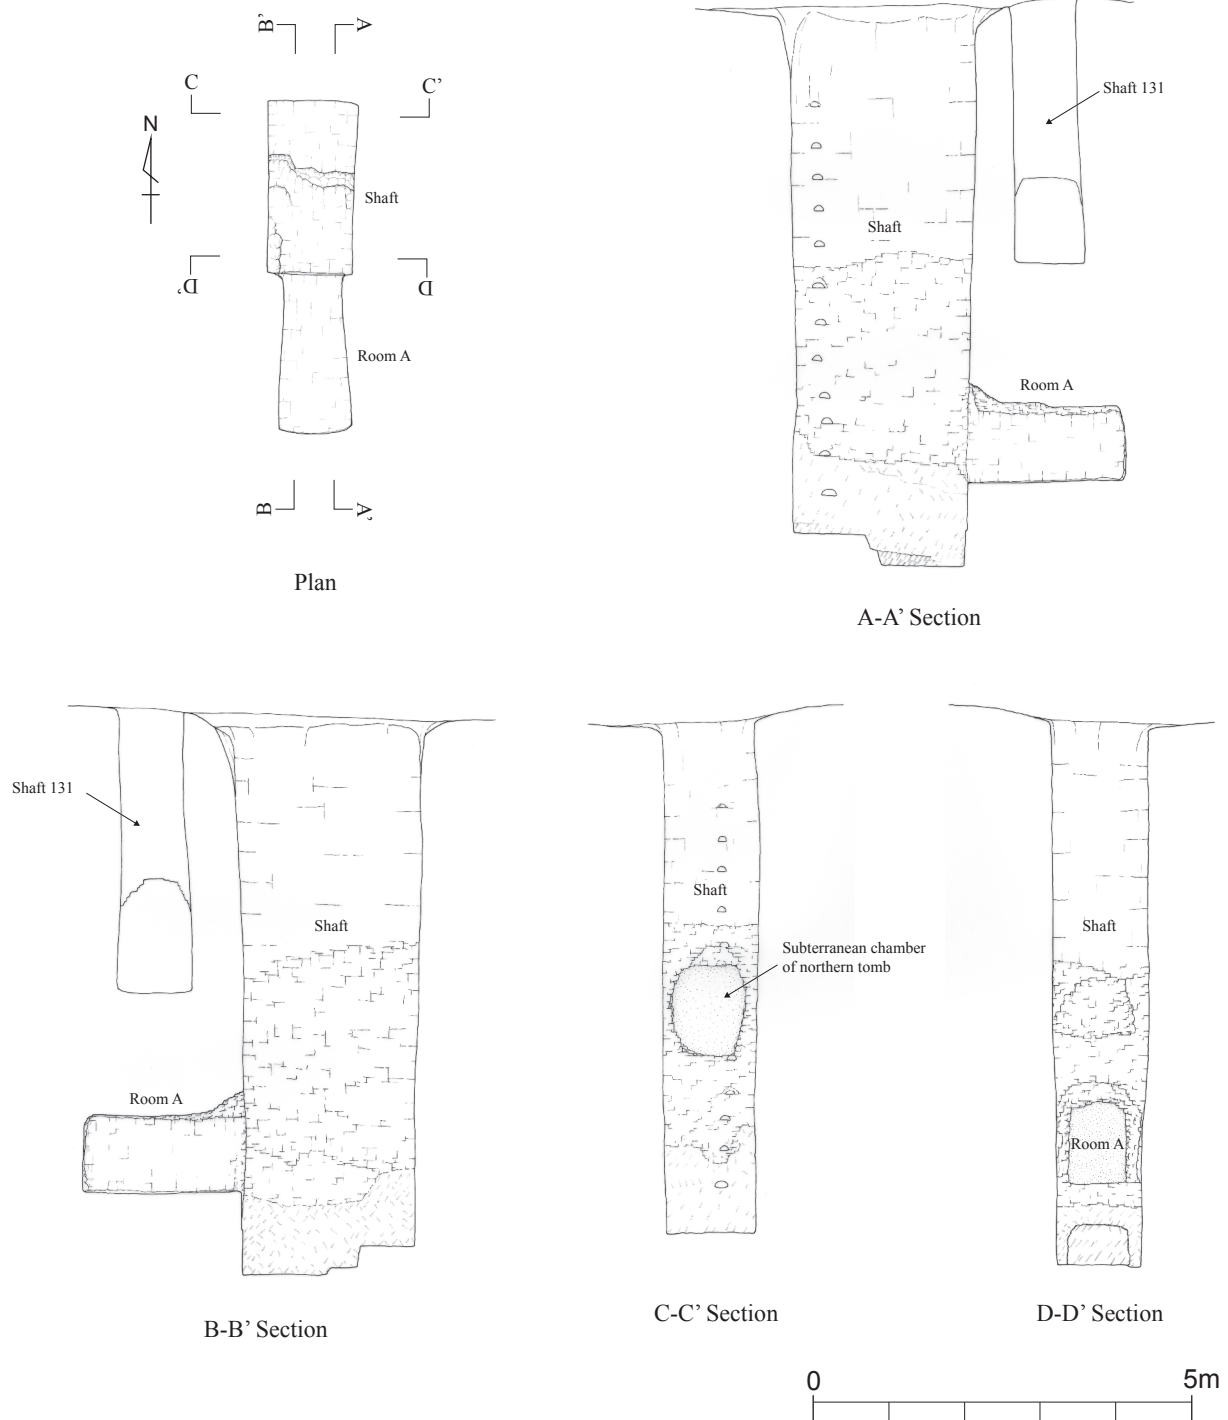 B’
A
C
C’
N
Shaft
D’
D
Room A
B
A’
Plan
Shaft 131
Shaft
Room A
A-A’ Section
Shaft 131
Shaft
Room A
B-B’ Section
Shaft
Subterranean chamber
of northern tomb
C-C’ Section
Shaft
Room A
D-D’ Section
0
5m